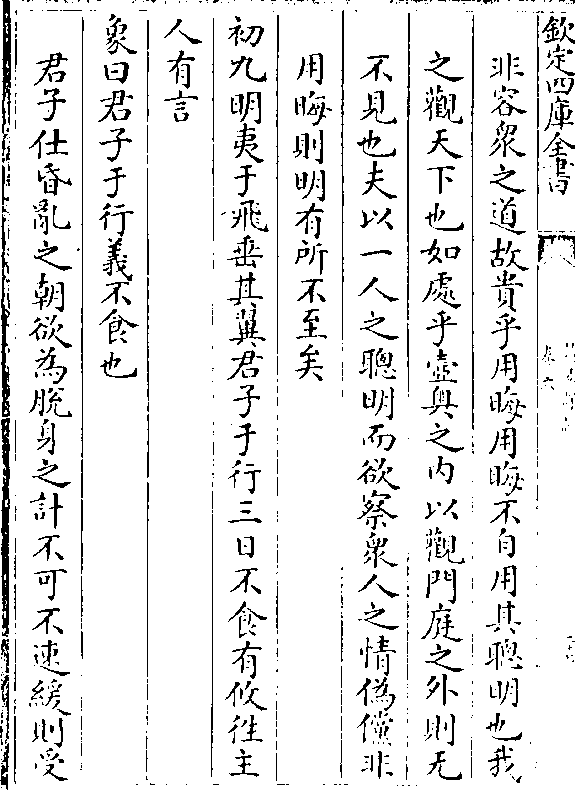 欽定四庫全書
非容衆之道故貴乎用晦用晦不自用其聰明也我
之觀天下也如處乎壺奥之内以觀門庭之外則无
不見也夫以一人之聰明而欲察衆人之情偽儻非
用晦則明有所不至矣
初九明夷于飛垂其翼君子于行三日不食有攸往主
人有言
象曰君子于行義不食也
君子仕昏亂之朝欲為脫身之計不可不速緩則受